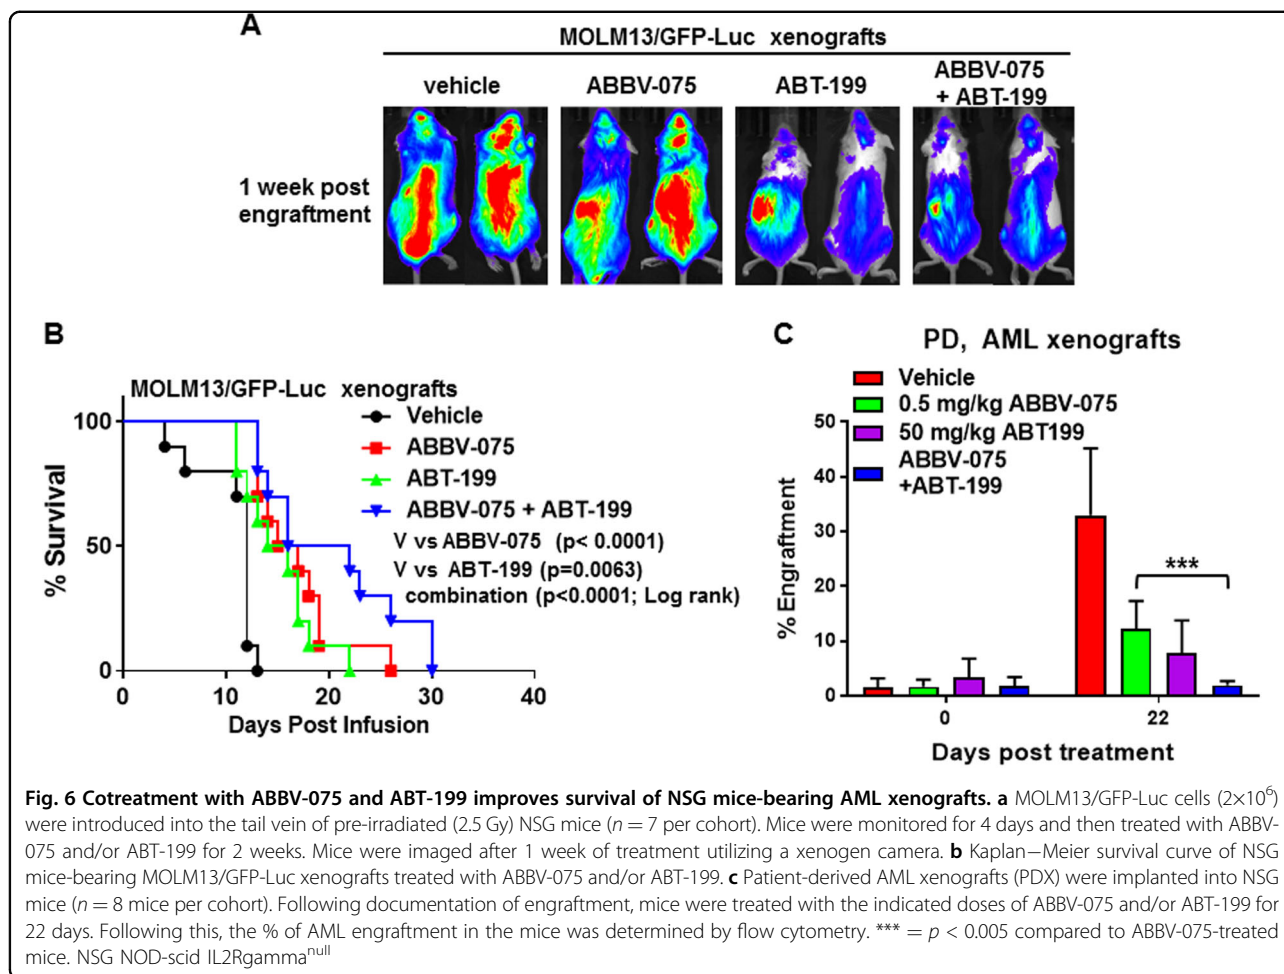 A
MOLM13/GFP-Luc xenografts
vehicle
ABBV-075
ABT-199
ABBV-075
+ ABT-199
1 week post
engraftment
B
MOLM13/GFP-Luc xenografts
Vehicle
ABBV-075
ABT-199
ABBV-075 + ABT-199
V vs ABBV-075 (p< 0.0001)
V vs ABT-199 (p=0.0063)
combination (p<0.0001; Log rank)
% Survival
100
50
0
0
10
20
30
40
Days Post Infusion
C
PD, AML xenografts
Vehicle
0.5 mg/kg ABBV-075
50 mg/kg ABT199
ABBV-075
+ABT-199
% Engraftment
50
40
30
20
10
0
***
0
22
Days post treatment
Fig. 6 Cotreatment with ABBV-075 and ABT-199 improves survival of NSG mice-bearing AML xenografts. a MOLM13/GFP-Luc cells (2×10⁶)
were introduced into the tail vein of pre-irradiated (2.5 Gy) NSG mice (n = 7 per cohort). Mice were monitored for 4 days and then treated with ABBV-
075 and/or ABT-199 for 2 weeks. Mice were imaged after 1 week of treatment utilizing a xenogen camera. b Kaplan−Meier survival curve of NSG
mice-bearing MOLM13/GFP-Luc xenografts treated with ABBV-075 and/or ABT-199. c Patient-derived AML xenografts (PDX) were implanted into NSG
mice (n = 8 mice per cohort). Following documentation of engraftment, mice were treated with the indicated doses of ABBV-075 and/or ABT-199 for
22 days. Following this, the % of AML engraftment in the mice was determined by flow cytometry. *** = p < 0.005 compared to ABBV-075-treated
mice. NSG NOD-scid IL2Rgammaⁿᵘˡˡ